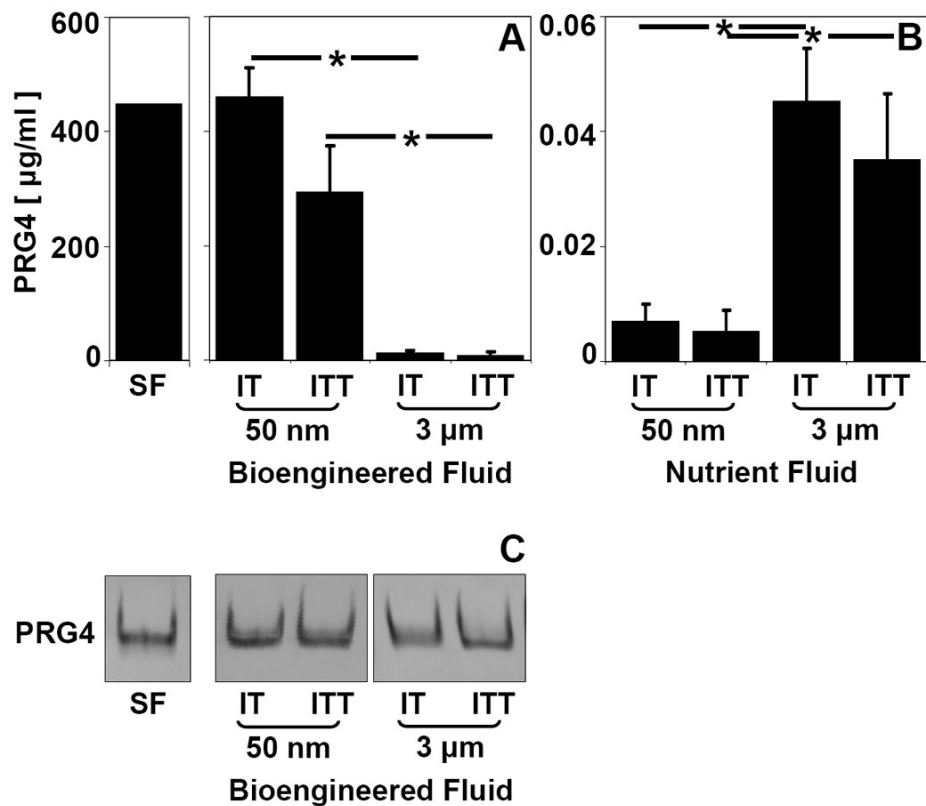 600
400
200
0
PRG4 [ µg/ml ]
SF
A
*
*
IT ITT IT ITT
50 nm 3 µm
Bioengineered Fluid
0.06
0.04
0.02
0
B
*
*
IT ITT IT ITT
50 nm 3 µm
Nutrient Fluid
C
PRG4
SF
IT ITT IT ITT
50 nm 3 µm
Bioengineered Fluid